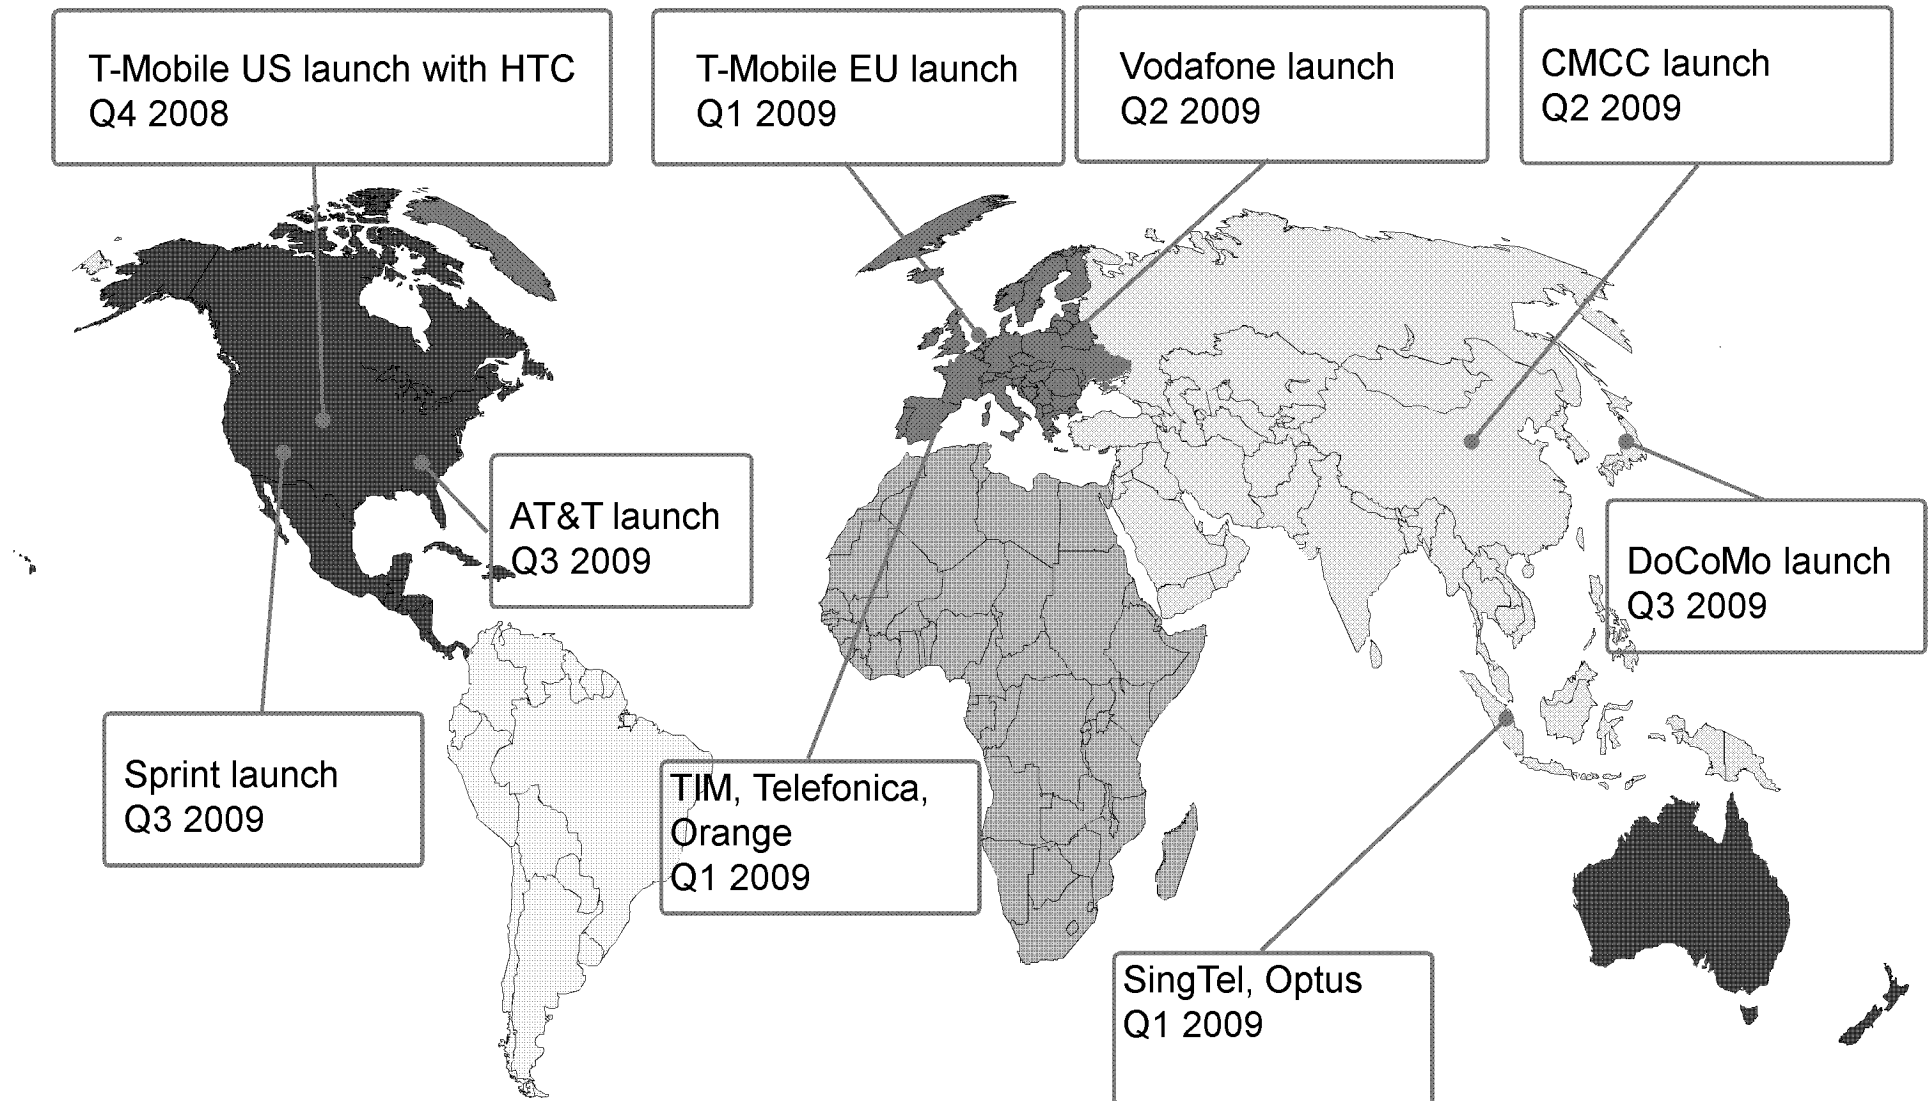 T-Mobile US launch with HTC
Q4 2008
T-Mobile EU launch
Q1 2009
Vodafone launch
Q2 2009
CMCC launch
Q2 2009
AT&T launch
Q3 2009
DoCoMo launch
Q3 2009
Sprint launch
Q3 2009
TIM, Telefonica,
Orange
Q1 2009
SingTel, Optus
Q1 2009